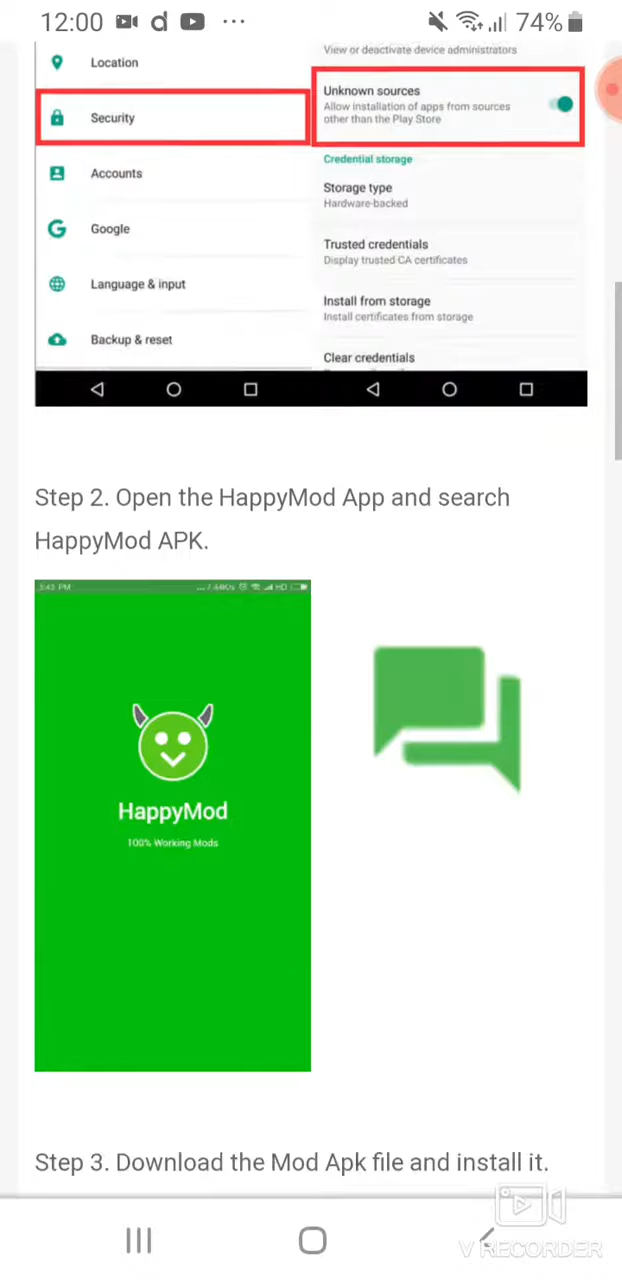 12:00
74%
View or deactivate device administrators
Location
Unknown sources
Allow installation of apps from sources
other than the Play Store
Security
Credential storage
Accounts
Storage type
Hardware-backed
Google
Trusted credentials
Display trusted CA certificates
Language & input
Install from storage
Install certificates from storage
Backup & reset
Clear credentials
Step 2. Open the HappyMod App and search
HappyMod APK.
HD
HappyMod
100% Working Mods
Step 3. Download the Mod Apk file and install it.
V RECORDER